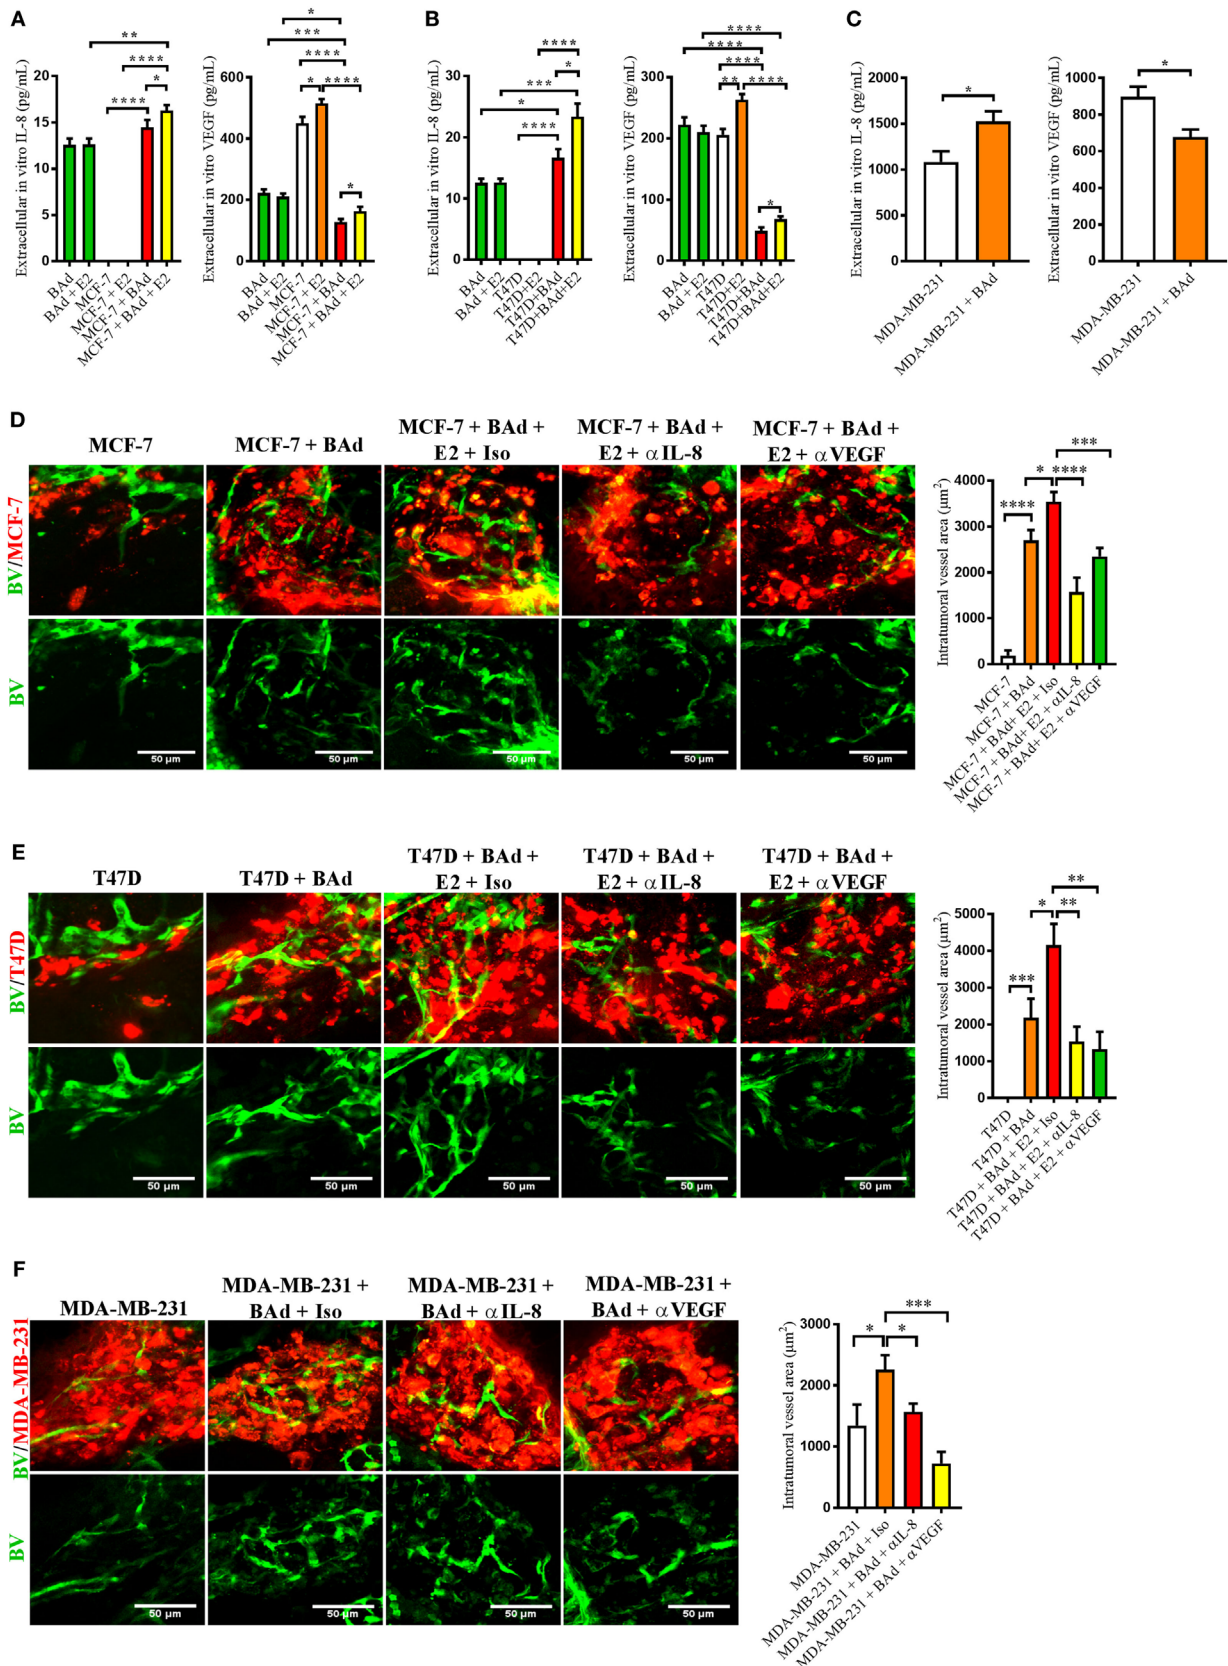 A
Extracellular in vitro IL-8 (pg/mL)
20
15
10
5
0
**
****
*
****
BAd
BAd + E2
MCF-7
MCF-7 + E2
MCF-7 + BAd
MCF-7 + BAd + E2
Extracellular in vitro VEGF (pg/mL)
600
400
200
0
*
***
****
* ****
*
BAd
BAd + E2
MCF-7
MCF-7 + E2
MCF-7 + BAd
MCF-7 + BAd + E2
B
Extracellular in vitro IL-8 (pg/mL)
30
20
10
0
****
*
***
*
****
BAd
BAd + E2
T47D
T47D+E2
T47D+BAd
T47D+BAd+E2
Extracellular in vitro VEGF (pg/mL)
300
200
100
0
****
****
****
** ****
*
BAd
BAd + E2
T47D
T47D+E2
T47D+BAd
T47D+BAd+E2
C
Extracellular in vitro IL-8 (pg/mL)
2000
1500
1000
500
0
*
MDA-MB-231
MDA-MB-231 + BAd
Extracellular in vitro VEGF (pg/mL)
1000
800
600
400
200
0
*
MDA-MB-231
MDA-MB-231 + BAd
D
MCF-7
MCF-7 + BAd
MCF-7 + BAd +
E2 + Iso
MCF-7 + BAd +
E2 + αIL-8
MCF-7 + BAd +
E2 + αVEGF
BV/MCF-7
BV
50 µm
50 µm
50 µm
50 µm
50 µm
Intratumoral vessel area (µm²)
4000
3000
2000
1000
0
***
* ****
****
MCF-7
MCF-7 + BAd
MCF-7 + BAd+ E2 + Iso
MCF-7 + BAd+ E2 + αIL-8
MCF-7 + BAd+ E2 + αVEGF
E
T47D
T47D + BAd
T47D + BAd +
E2 + Iso
T47D + BAd +
E2 + αIL-8
T47D + BAd +
E2 + αVEGF
BV/T47D
BV
50 µm
50 µm
50 µm
50 µm
50 µm
Intratumoral vessel area (µm²)
5000
4000
3000
2000
1000
0
**
* **
***
T47D
T47D + BAd
T47D + BAd + E2 + Iso
T47D + BAd + E2 + αIL-8
T47D + BAd + E2 + αVEGF
F
MDA-MB-231
MDA-MB-231 +
BAd + Iso
MDA-MB-231 +
BAd + αIL-8
MDA-MB-231 +
BAd + αVEGF
BV/MDA-MB-231
BV
50 µm
50 µm
50 µm
50 µm
Intratumoral vessel area (µm²)
3000
2000
1000
0
***
* *
MDA-MB-231
MDA-MB-231 + BAd + Iso
MDA-MB-231 + BAd + αIL-8
MDA-MB-231 + BAd + αVEGF